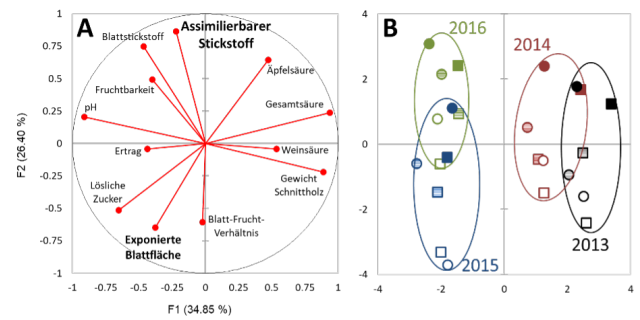 A
Assimilierbarer
Stickstoff
Blattstickstoff
Äpfelsäure
Fruchtbarkeit
Gesamtsäure
pH
Ertrag
Weinsäure
Gewicht
Schnittholz
Lösliche
Zucker
Blatt-Frucht-
Verhältnis
Exponierte
Blattfläche
1
0.75
0.5
0.25
0
0.25
0.5
0.75
1
F2 (26.40 %)
1
0.75
0.5
0.25
0
0.25
0.5
0.75
1
F1 (34.85 %)
B
2016
2014
2015
2013
4
2
0
-2
-4
-4
-2
0
2
4